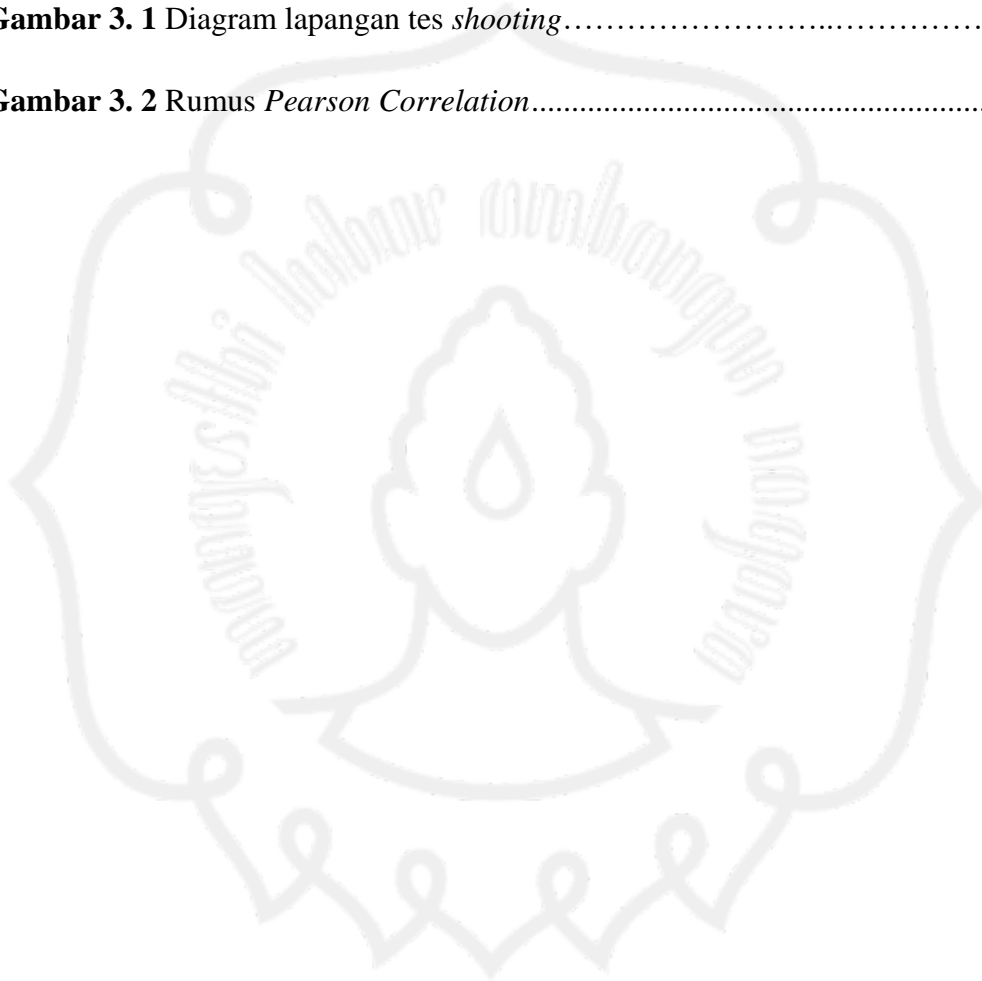 Gambar 3. 1 Diagram lapangan tes shooting……………………..……………
Gambar 3. 2 Rumus Pearson Correlation..........................................................